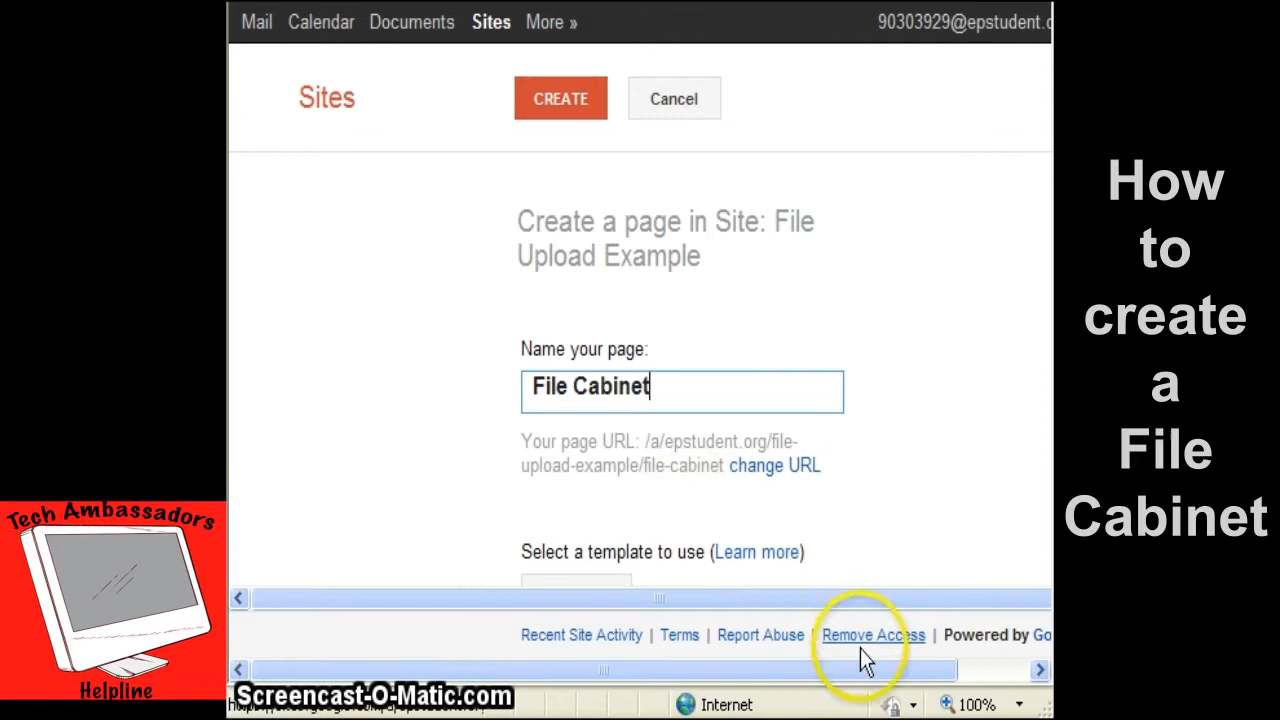 Mail Calendar Documents Sites More »
90303929@epstudent.
Sites
CREATE
Cancel
Create a page in Site: File
Upload Example
Name your page:
File Cabinet
Your page URL: /a/epstudent.org/file-
upload-example/file-cabinet change URL
Select a template to use (Learn more)
Recent Site Activity | Terms | Report Abuse | Remove Access | Powered by Go
Screencast-O-Matic.com
Internet
100%
How
to
create
a
File
Cabinet
Tech Ambassadors
Helpline